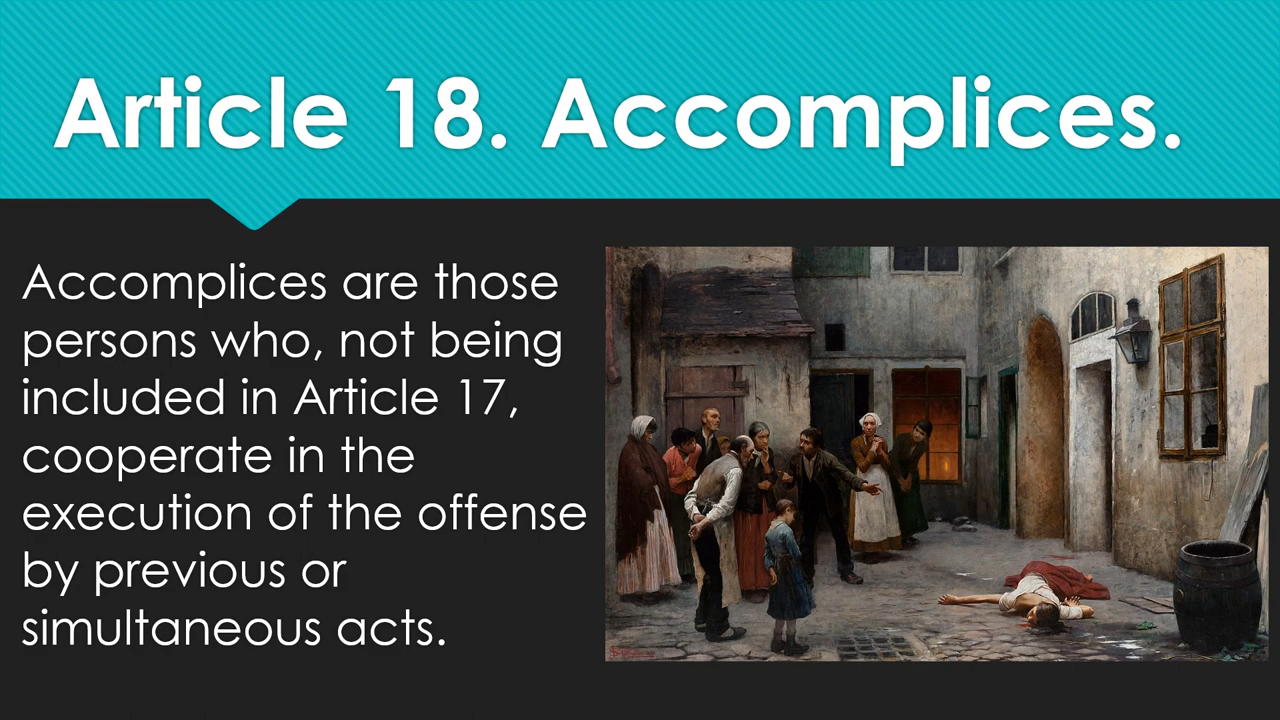 Article 18. Accomplices.
Accomplices are those
persons who, not being
included in Article 17,
cooperate in the
execution of the offense
by previous or
simultaneous acts.